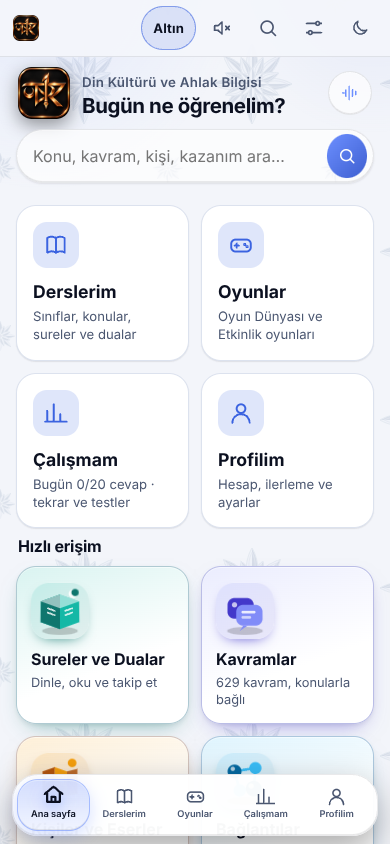 Altın
Din Kültürü ve Ahlak Bilgisi
Bugün ne öğrenelim?
Konu, kavram, kişi, kazanım ara...
Derslerim
Sınıflar, konular,
sureler ve dualar
Oyunlar
Oyun Dünyası ve
Etkinlik oyunları
Çalışmam
Bugün 0/20 cevap ·
tekrar ve testler
Profilim
Hesap, ilerleme ve
ayarlar
Hızlı erişim
Sureler ve Dualar
Dinle, oku ve takip et
Kavramlar
629 kavram, konularla
bağlı
Ana sayfa
Derslerim
Oyunlar
Çalışmam
Profilim